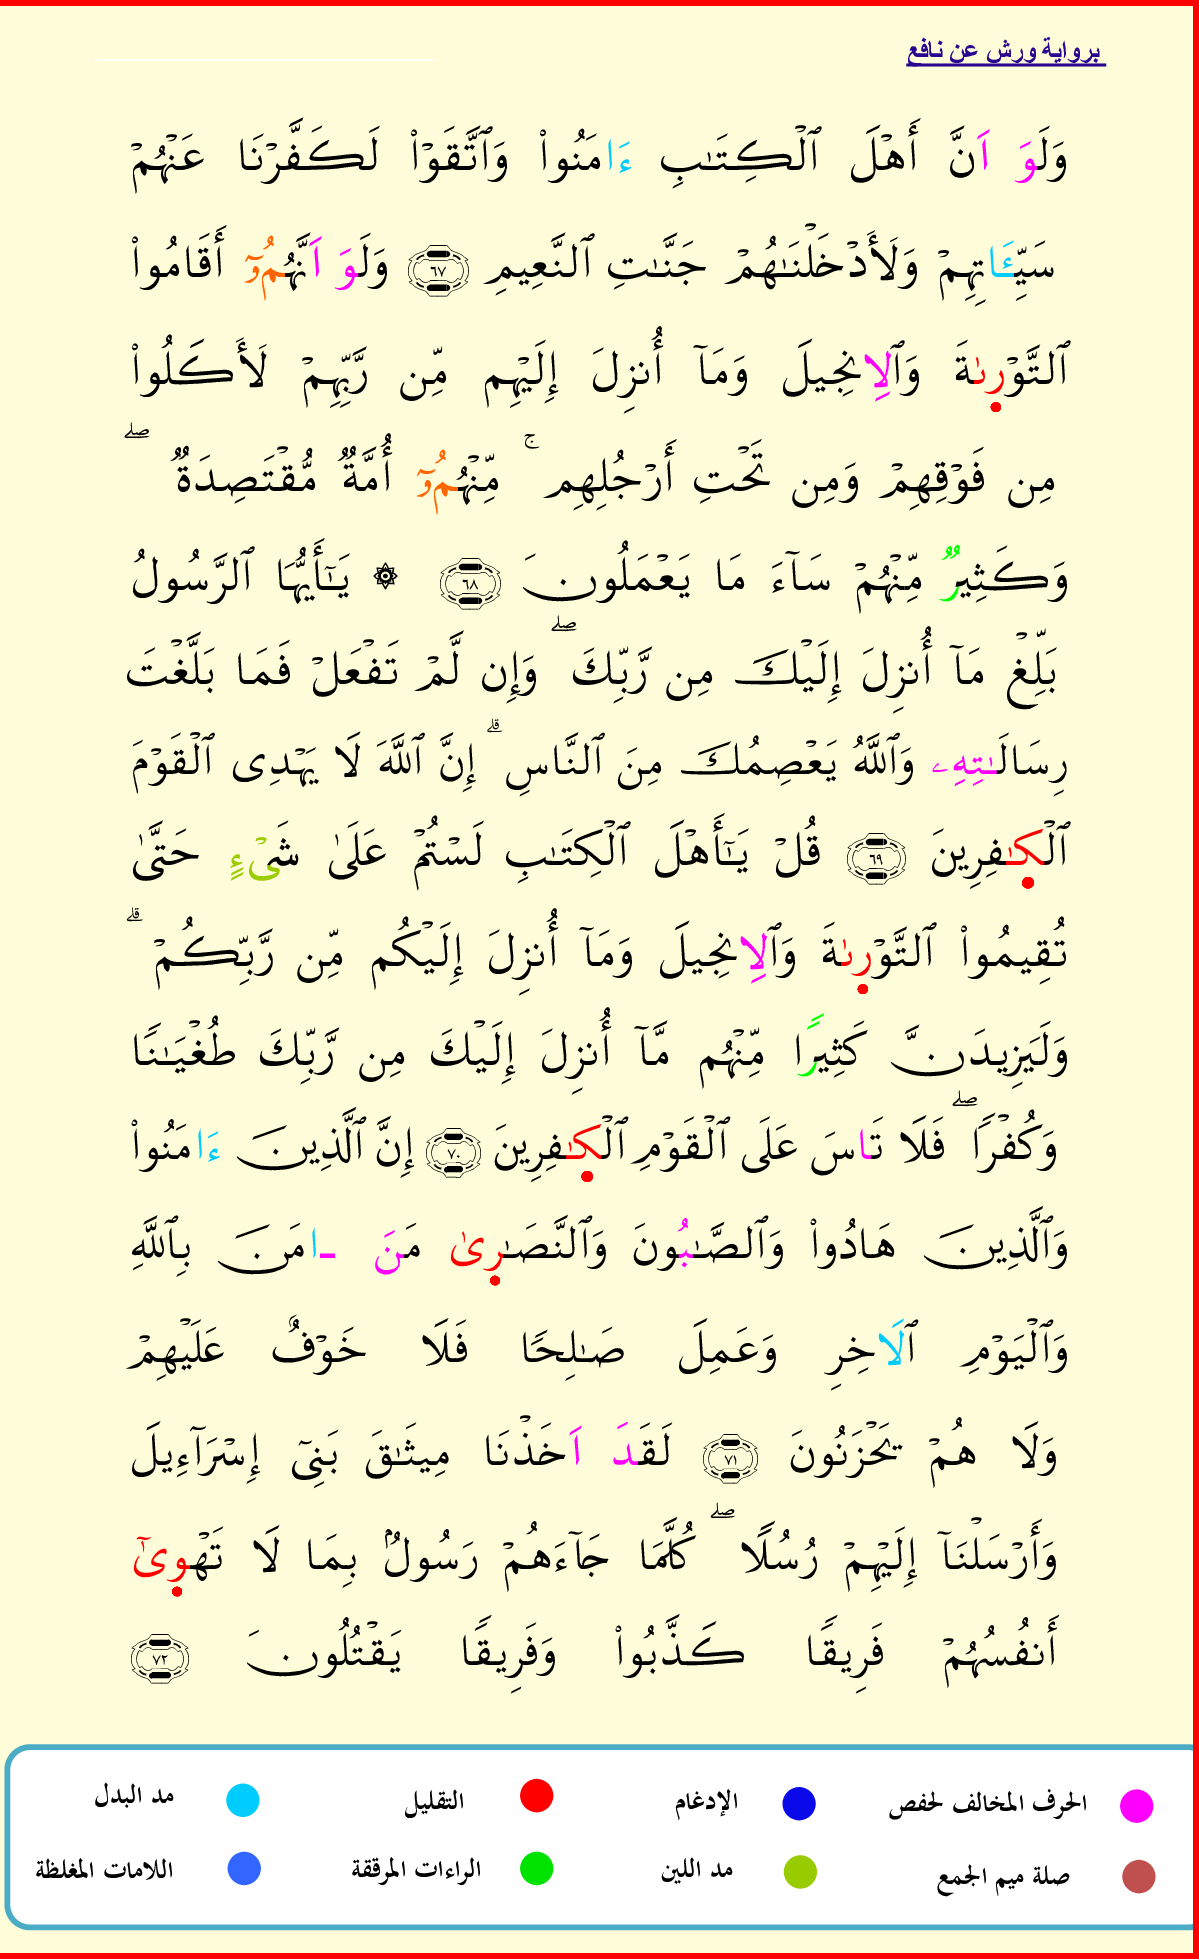 برواية ورش عن نافع
وَلَوَ اَنَّ أَهْلَ اَ۬لْكِتَٰبِ ءَامَنُواْ وَٱتَّقَوْاْ لَكَفَّرْنَا عَنْهُمْ
سَيِّـَٔاتِهِمْ وَلَأَدْخَلْنَٰهُمْ جَنَّٰتِ ٱلنَّعِيمِ ٦٧ وَلَوَ اَنَّهُمُۥٓ أَقَامُواْ
ٱلتَّوْرىٰةَ وَٱلِانجِيلَ وَمَآ أُنزِلَ إِلَيْهِم مِّن رَّبِّهِمْ لَأَكَلُواْ
مِن فَوْقِهِمْ وَمِن تَحْتِ أَرْجُلِهِم ۚ مِّنْهُمُۥٓ أُمَّةٌ مُّقْتَصِدَةٌ ۖ
وَكَثِيرٌ مِّنْهُمْ سَآءَ مَا يَعْمَلُونَ ٦٨ ۞ يَٰٓأَيُّهَا ٱلرَّسُولُ
بَلِّغْ مَآ أُنزِلَ إِلَيْكَ مِن رَّبِّكَ ۖ وَإِن لَّمْ تَفْعَلْ فَمَا بَلَّغْتَ
رِسَالَٰتِهِۦ وَٱللَّهُ يَعْصِمُكَ مِنَ ٱلنَّاسِ ۗ إِنَّ ٱللَّهَ لَا يَهْدِى ٱلْقَوْمَ
ٱلْكٰفِرِينَ ٦٩ قُلْ يَٰٓأَهْلَ ٱلْكِتَٰبِ لَسْتُمْ عَلَىٰ شَىْءٍ حَتَّىٰ
تُقِيمُواْ ٱلتَّوْرىٰةَ وَٱلِانجِيلَ وَمَآ أُنزِلَ إِلَيْكُم مِّن رَّبِّكُمْ ۗ
وَلَيَزِيدَنَّ كَثِيرًا مِّنْهُم مَّآ أُنزِلَ إِلَيْكَ مِن رَّبِّكَ طُغْيَٰنًا
وَكُفْرًا ۖ فَلَا تَاسَ عَلَى ٱلْقَوْمِ ٱلْكٰفِرِينَ ٧٠ إِنَّ ٱلَّذِينَ ءَامَنُواْ
وَٱلَّذِينَ هَادُواْ وَٱلصَّٰبُونَ وَٱلنَّصَٰرىٰ مَنَ ـامَنَ بِٱللَّهِ
وَٱلْيَوْمِ ٱلَاخِرِ وَعَمِلَ صَٰلِحًا فَلَا خَوْفٌ عَلَيْهِمْ
وَلَا هُمْ يَحْزَنُونَ ٧١ لَقَدَ اَخَذْنَا مِيثَٰقَ بَنِىٓ إِسْرَآءِيلَ
وَأَرْسَلْنَآ إِلَيْهِمْ رُسُلًا ۖ كُلَّمَا جَآءَهُمْ رَسُولٌۢ بِمَا لَا تَهْوىٰٓ
أَنفُسُهُمْ فَرِيقًا كَذَّبُواْ وَفَرِيقًا يَقْتُلُونَ ٧٢
الحرف المخالف لحفص الإدغام التقليل مد البدل
صلة ميم الجمع مد اللين الراءات المرققة اللامات المغلظة